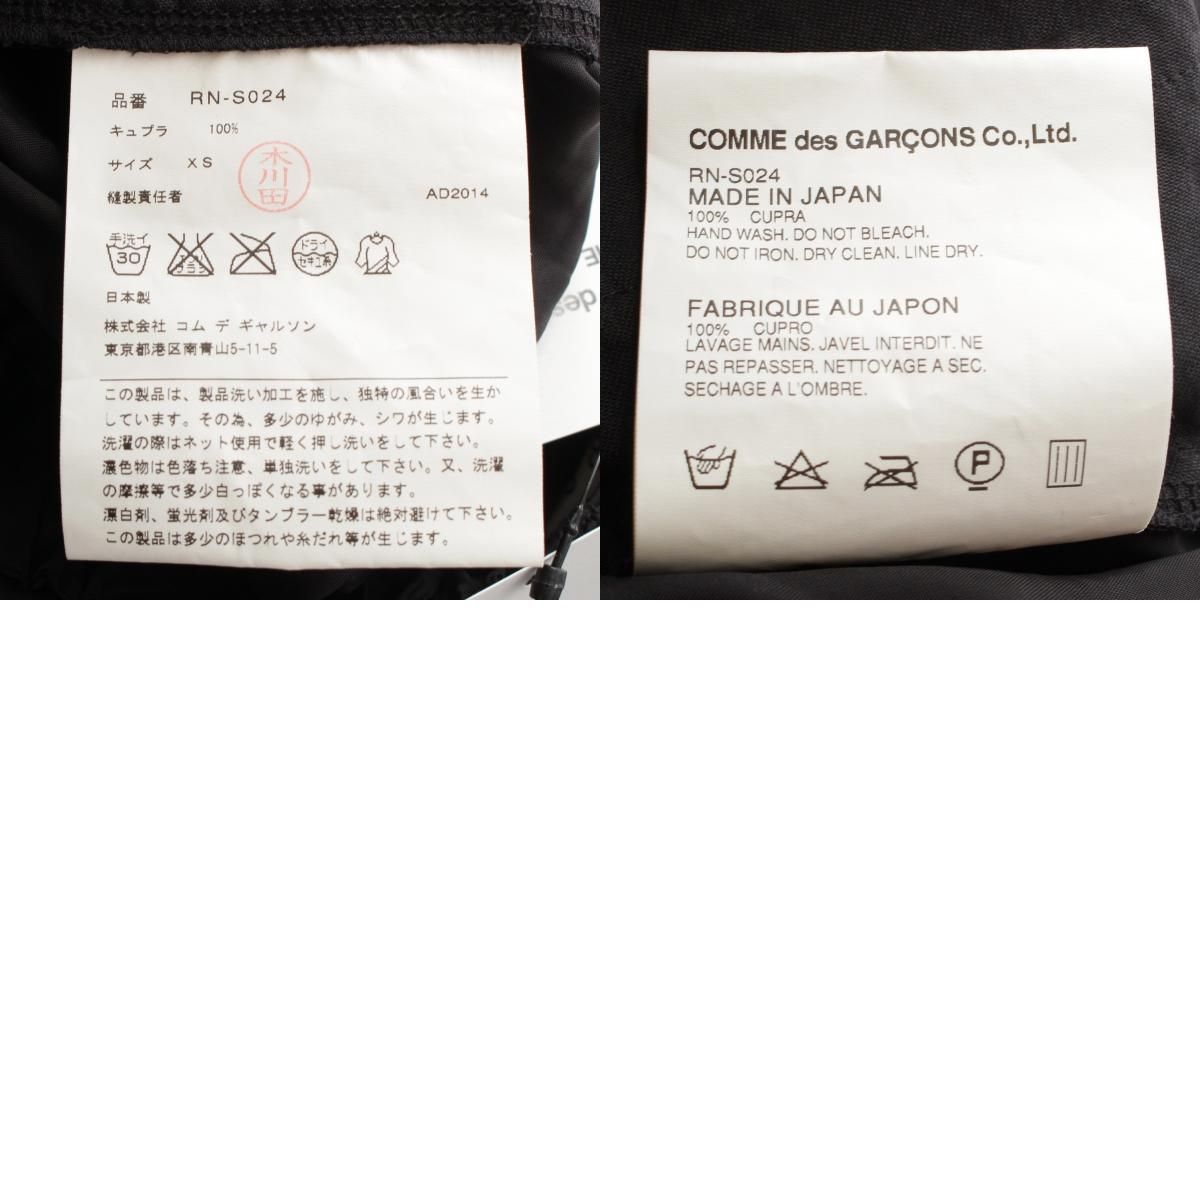 品番 RN-S024
キュプラ 100%
サイズ XS
縫製責任者 木川田 AD2014
手洗イ 30 ドライ セキユ系
日本製
株式会社 コム デ ギャルソン
東京都港区南青山5-11-5
この製品は、製品洗い加工を施し、独特の風合いを生か
しています。その為、多少のゆがみ、シワが生じます。
洗濯の際はネット使用で軽く押し洗いをして下さい。
濃色物は色落ち注意、単独洗いをして下さい。又、洗濯
の摩擦等で多少白っぽくなる事があります。
漂白剤、蛍光剤及びタンブラー乾燥は絶対避けて下さい。
この製品は多少のほつれや糸だれ等が生じます。
COMME des GARÇONS Co.,Ltd.
RN-S024
MADE IN JAPAN
100% CUPRA
HAND WASH. DO NOT BLEACH.
DO NOT IRON. DRY CLEAN. LINE DRY.
FABRIQUE AU JAPON
100% CUPRO
LAVAGE MAINS. JAVEL INTERDIT. NE
PAS REPASSER. NETTOYAGE A SEC.
SECHAGE A L'OMBRE.
P